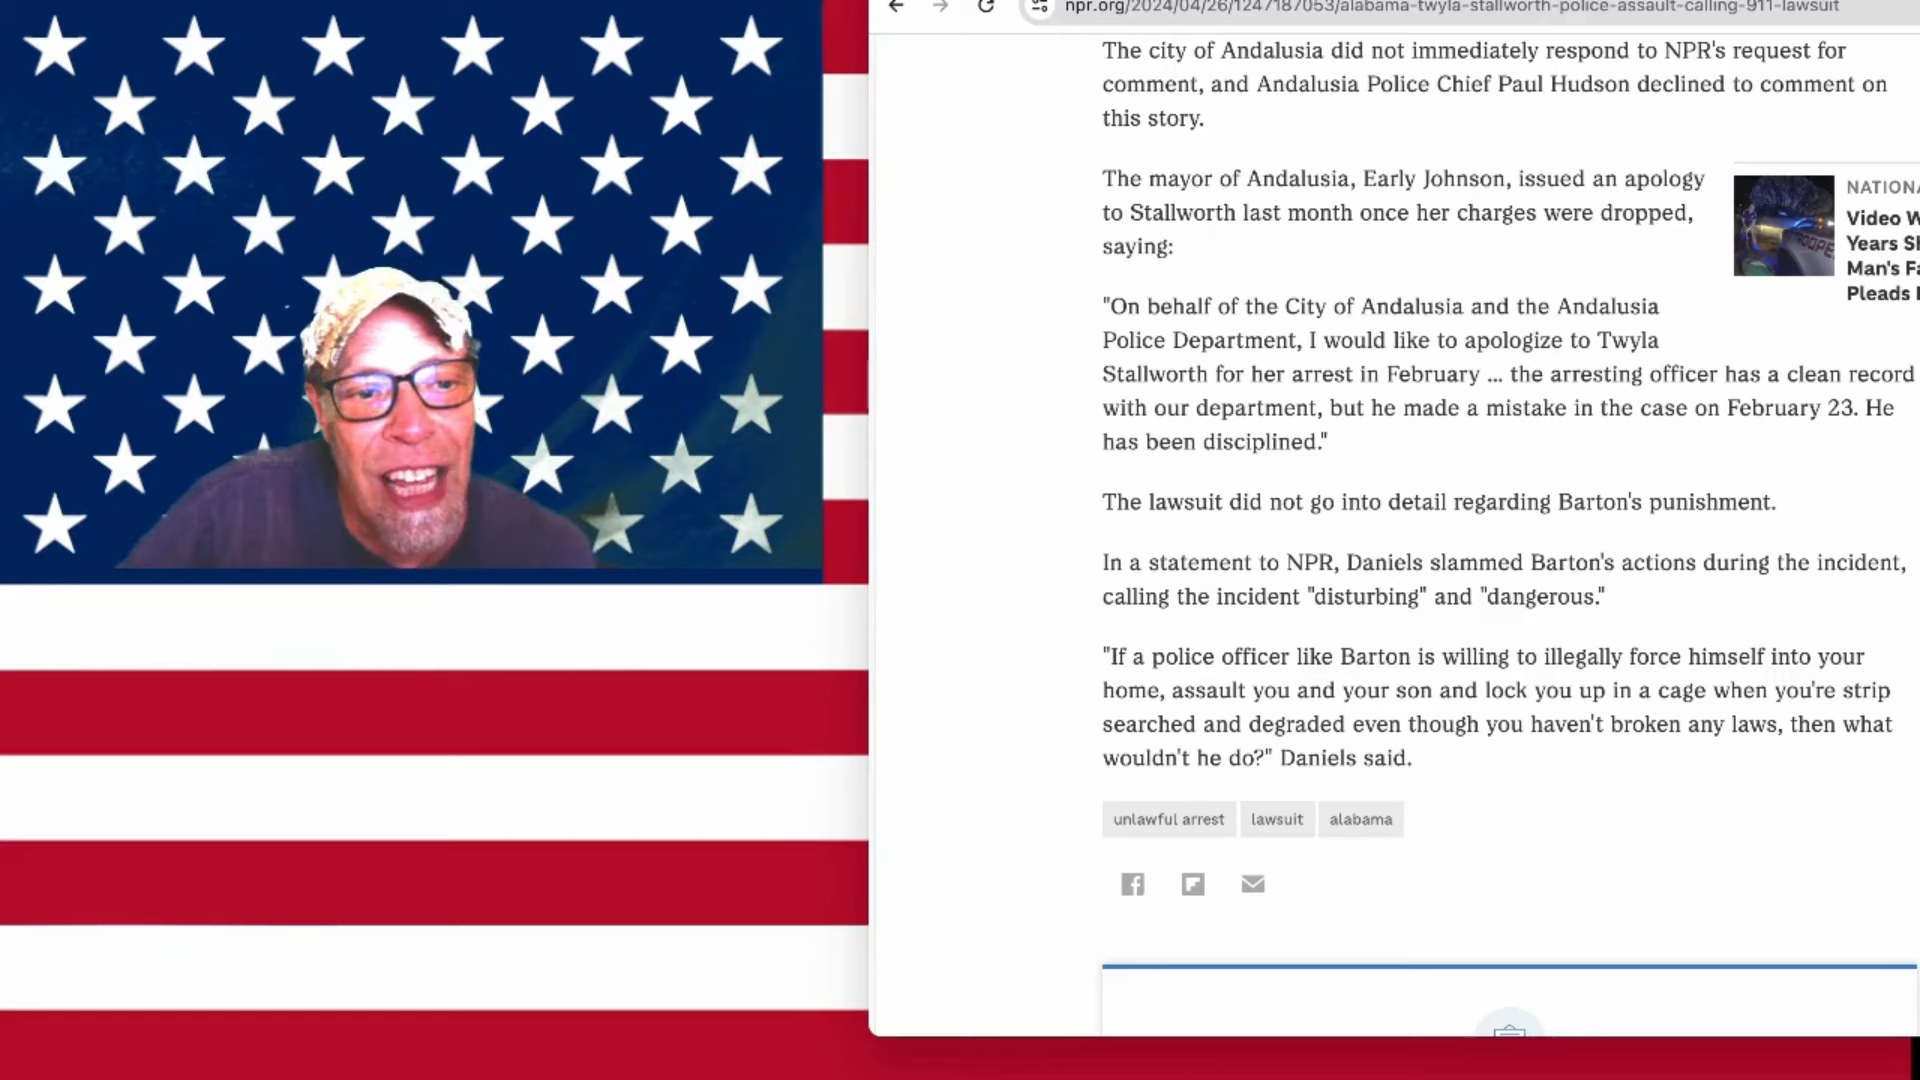 npr.org/2024/04/26/1247187053/alabama-twyla-stallworth-police-assault-calling-911-lawsuit
The city of Andalusia did not immediately respond to NPR's request for
comment, and Andalusia Police Chief Paul Hudson declined to comment on
this story.
The mayor of Andalusia, Early Johnson, issued an apology
to Stallworth last month once her charges were dropped,
saying:
NATIONA
Video W
Years Sh
Man's Fa
Pleads
"On behalf of the City of Andalusia and the Andalusia
Police Department, I would like to apologize to Twyla
Stallworth for her arrest in February ... the arresting officer has a clean record
with our department, but he made a mistake in the case on February 23. He
has been disciplined."
The lawsuit did not go into detail regarding Barton's punishment.
In a statement to NPR, Daniels slammed Barton's actions during the incident,
calling the incident "disturbing" and "dangerous."
"If a police officer like Barton is willing to illegally force himself into your
home, assault you and your son and lock you up in a cage when you're strip
searched and degraded even though you haven't broken any laws, then what
wouldn't he do?" Daniels said.
unlawful arrest lawsuit alabama